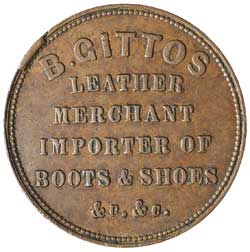 B. GITTOS
LEATHER
MERCHANT
IMPORTER OF
BOOTS & SHOES
&c. &c.